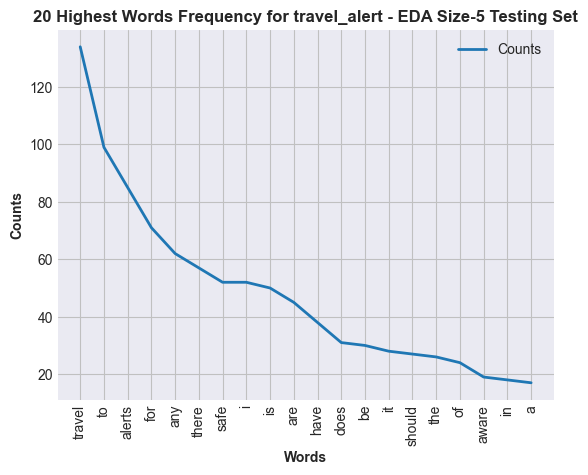 20 Highest Words Frequency for travel_alert - EDA Size-5 Testing Set
Counts
120
100
80
60
40
20
Counts
travel
to
alerts
for
any
there
safe
i
is
are
have
does
be
it
should
the
of
aware
in
a
Words